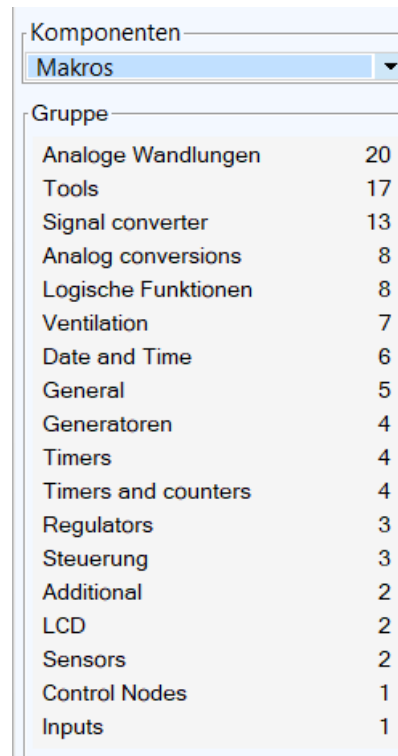 Komponenten
Makros
Gruppe
Analoge Wandlungen 20
Tools 17
Signal converter 13
Analog conversions 8
Logische Funktionen 8
Ventilation 7
Date and Time 6
General 5
Generatoren 4
Timers 4
Timers and counters 4
Regulators 3
Steuerung 3
Additional 2
LCD 2
Sensors 2
Control Nodes 1
Inputs 1